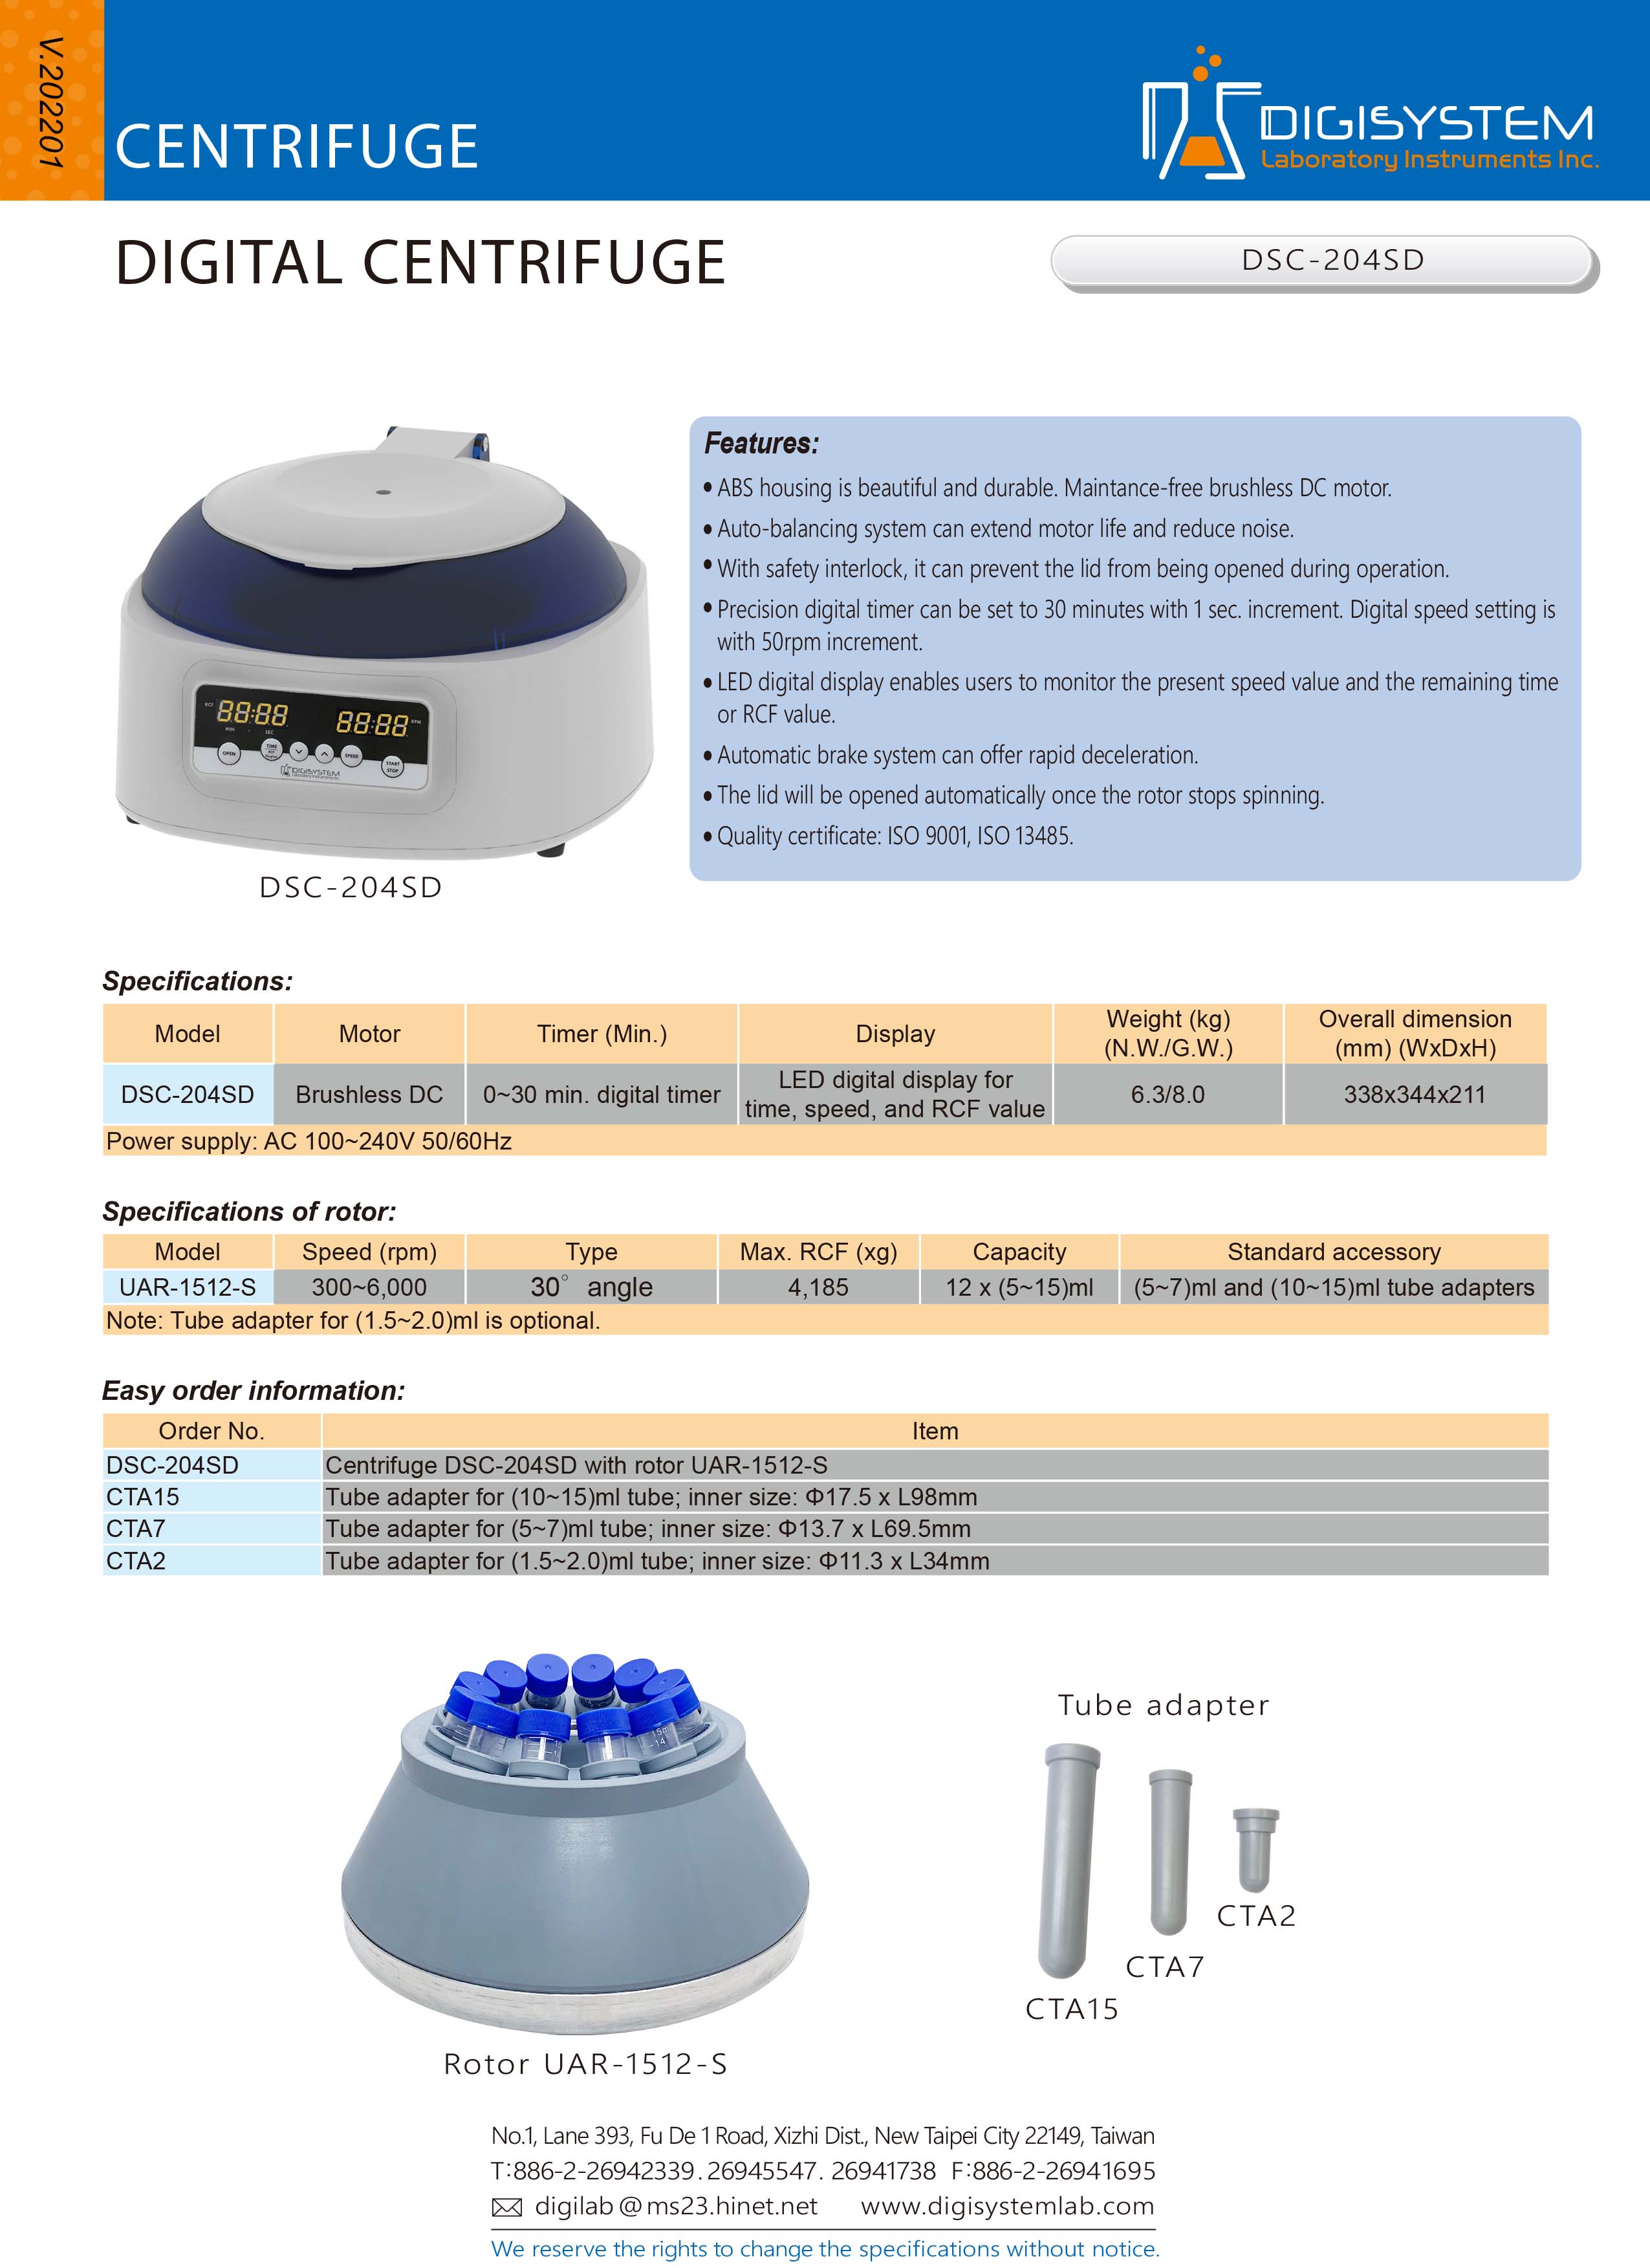 V.202201
CENTRIFUGE
DIGISYSTEM
Laboratory Instruments Inc.
DIGITAL CENTRIFUGE
DSC-204SD
Features:
• ABS housing is beautiful and durable. Maintance-free brushless DC motor.
• Auto-balancing system can extend motor life and reduce noise.
• With safety interlock, it can prevent the lid from being opened during operation.
• Precision digital timer can be set to 30 minutes with 1 sec. increment. Digital speed setting is
with 50rpm increment.
• LED digital display enables users to monitor the present speed value and the remaining time
or RCF value.
• Automatic brake system can offer rapid deceleration.
• The lid will be opened automatically once the rotor stops spinning.
• Quality certificate: ISO 9001, ISO 13485.
RCF 88:88 88:88 RPM
MIN : SEC
OPEN TIME RCF SPEED START STOP
DIGISYSTEM
Laboratory Instruments Inc.
DSC-204SD
Specifications:
Model Motor Timer (Min.) Display Weight (kg) (N.W./G.W.) Overall dimension (mm) (WxDxH)
DSC-204SD Brushless DC 0~30 min. digital timer LED digital display for time, speed, and RCF value 6.3/8.0 338x344x211
Power supply: AC 100~240V 50/60Hz
Specifications of rotor:
Model Speed (rpm) Type Max. RCF (xg) Capacity Standard accessory
UAR-1512-S 300~6,000 30° angle 4,185 12 x (5~15)ml (5~7)ml and (10~15)ml tube adapters
Note: Tube adapter for (1.5~2.0)ml is optional.
Easy order information:
Order No. Item
DSC-204SD Centrifuge DSC-204SD with rotor UAR-1512-S
CTA15 Tube adapter for (10~15)ml tube; inner size: Φ17.5 x L98mm
CTA7 Tube adapter for (5~7)ml tube; inner size: Φ13.7 x L69.5mm
CTA2 Tube adapter for (1.5~2.0)ml tube; inner size: Φ11.3 x L34mm
15ml
14
Tube adapter
CTA2
CTA7
CTA15
Rotor UAR-1512-S
No.1, Lane 393, Fu De 1 Road, Xizhi Dist., New Taipei City 22149, Taiwan
T:886-2-26942339. 26945547. 26941738 F:886-2-26941695
digilab@ms23.hinet.net www.digisystemlab.com
We reserve the rights to change the specifications without notice.